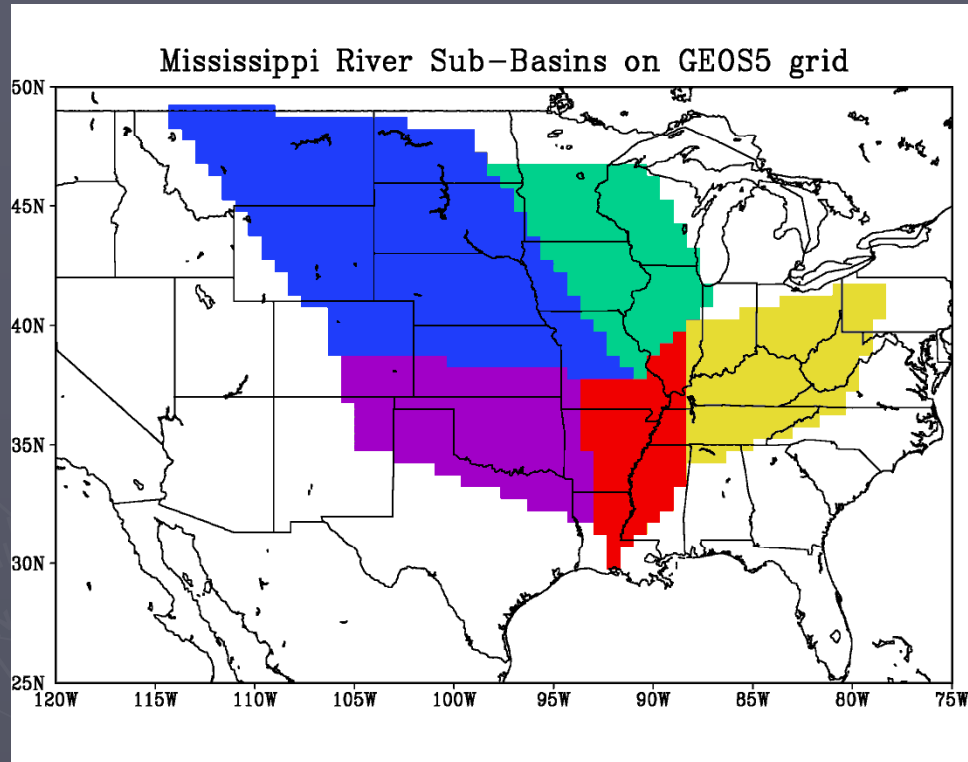 Mississippi River Sub-Basins on GEOS5 grid
50N
45N
40N
35N
30N
25N
120W 115W 110W 105W 100W 95W 90W 85W 80W 75W